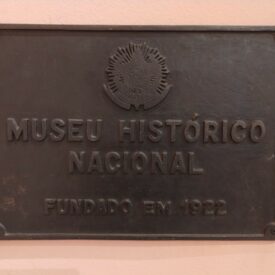 MUSEU HISTÓRICO
NACIONAL
FUNDADO EM 1922